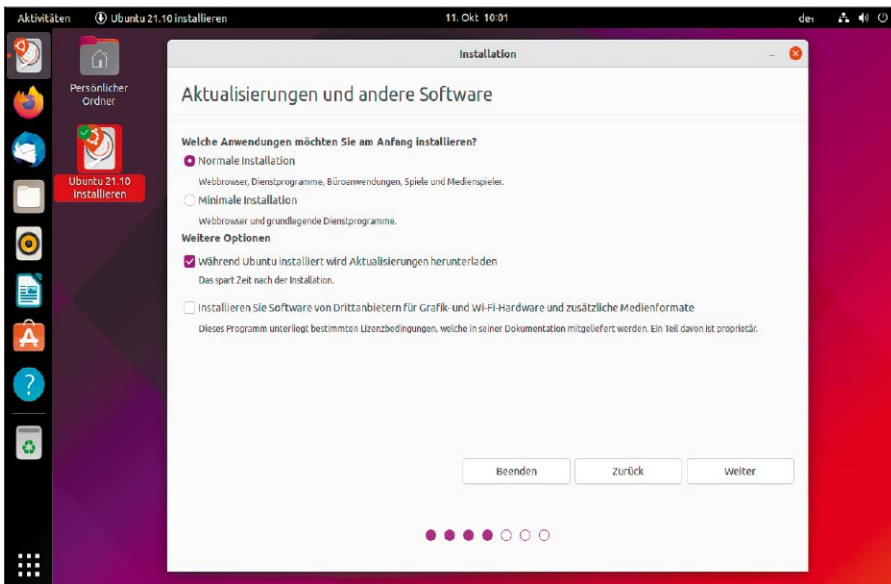 Aktivitäten
Ubuntu 21.10 installieren
11. Okt 10:01
de₁
Persönlicher
Ordner
Ubuntu 21.10
installieren
Installation
Aktualisierungen und andere Software
Welche Anwendungen möchten Sie am Anfang installieren?
Normale Installation
Webbrowser, Dienstprogramme, Büroanwendungen, Spiele und Medienspieler.
Minimale Installation
Webbrowser und grundlegende Dienstprogramme.
Weitere Optionen
Während Ubuntu installiert wird Aktualisierungen herunterladen
Das spart Zeit nach der Installation.
Installieren Sie Software von Drittanbietern für Grafik- und Wi-Fi-Hardware und zusätzliche Medienformate
Dieses Programm unterliegt bestimmten Lizenzbedingungen, welche in seiner Dokumentation mitgeliefert werden. Ein Teil davon ist proprietär.
Beenden
Zurück
Weiter